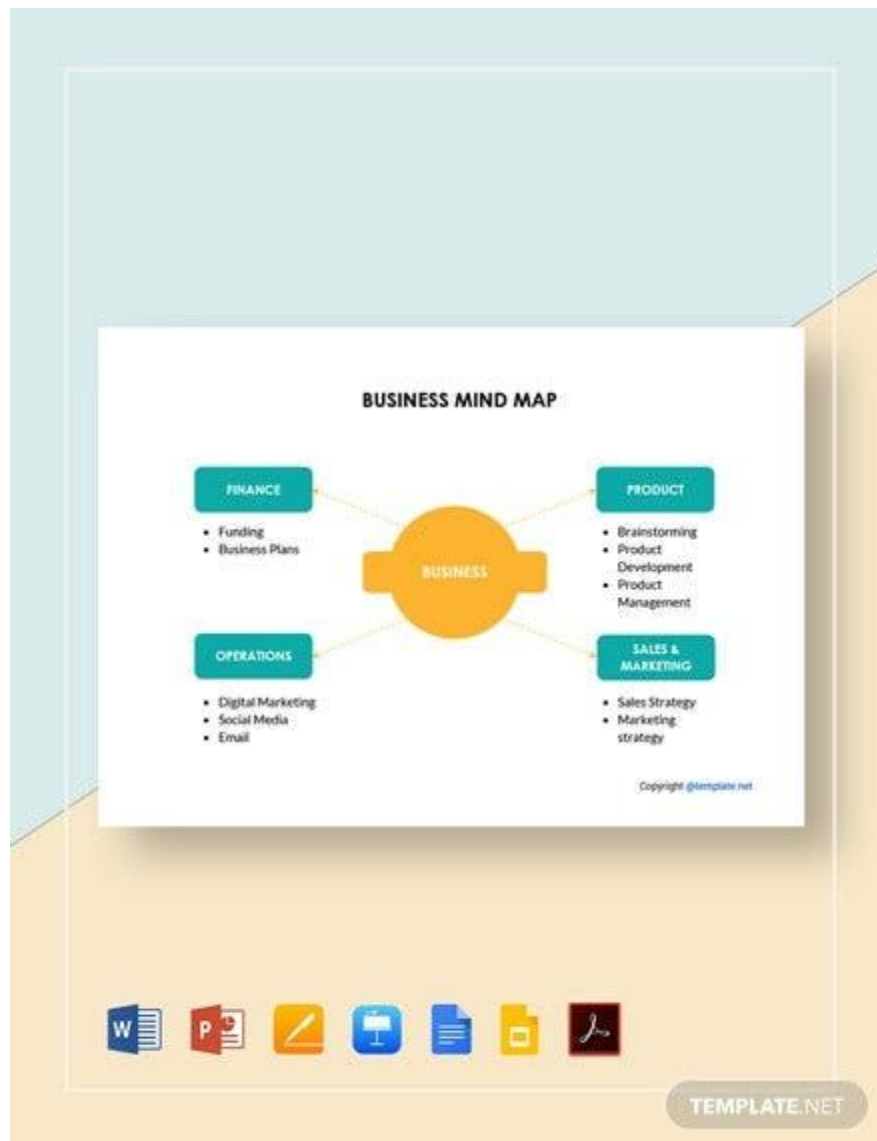 BUSINESS MIND MAP
FINANCE
• Funding
• Business Plans
PRODUCT
• Brainstorming
• Product
Development
• Product
Management
BUSINESS
OPERATIONS
• Digital Marketing
• Social Media
• Email
SALES &
MARKETING
• Sales Strategy
• Marketing
strategy
Copyright @template.net
W
P
TEMPLATE.NET